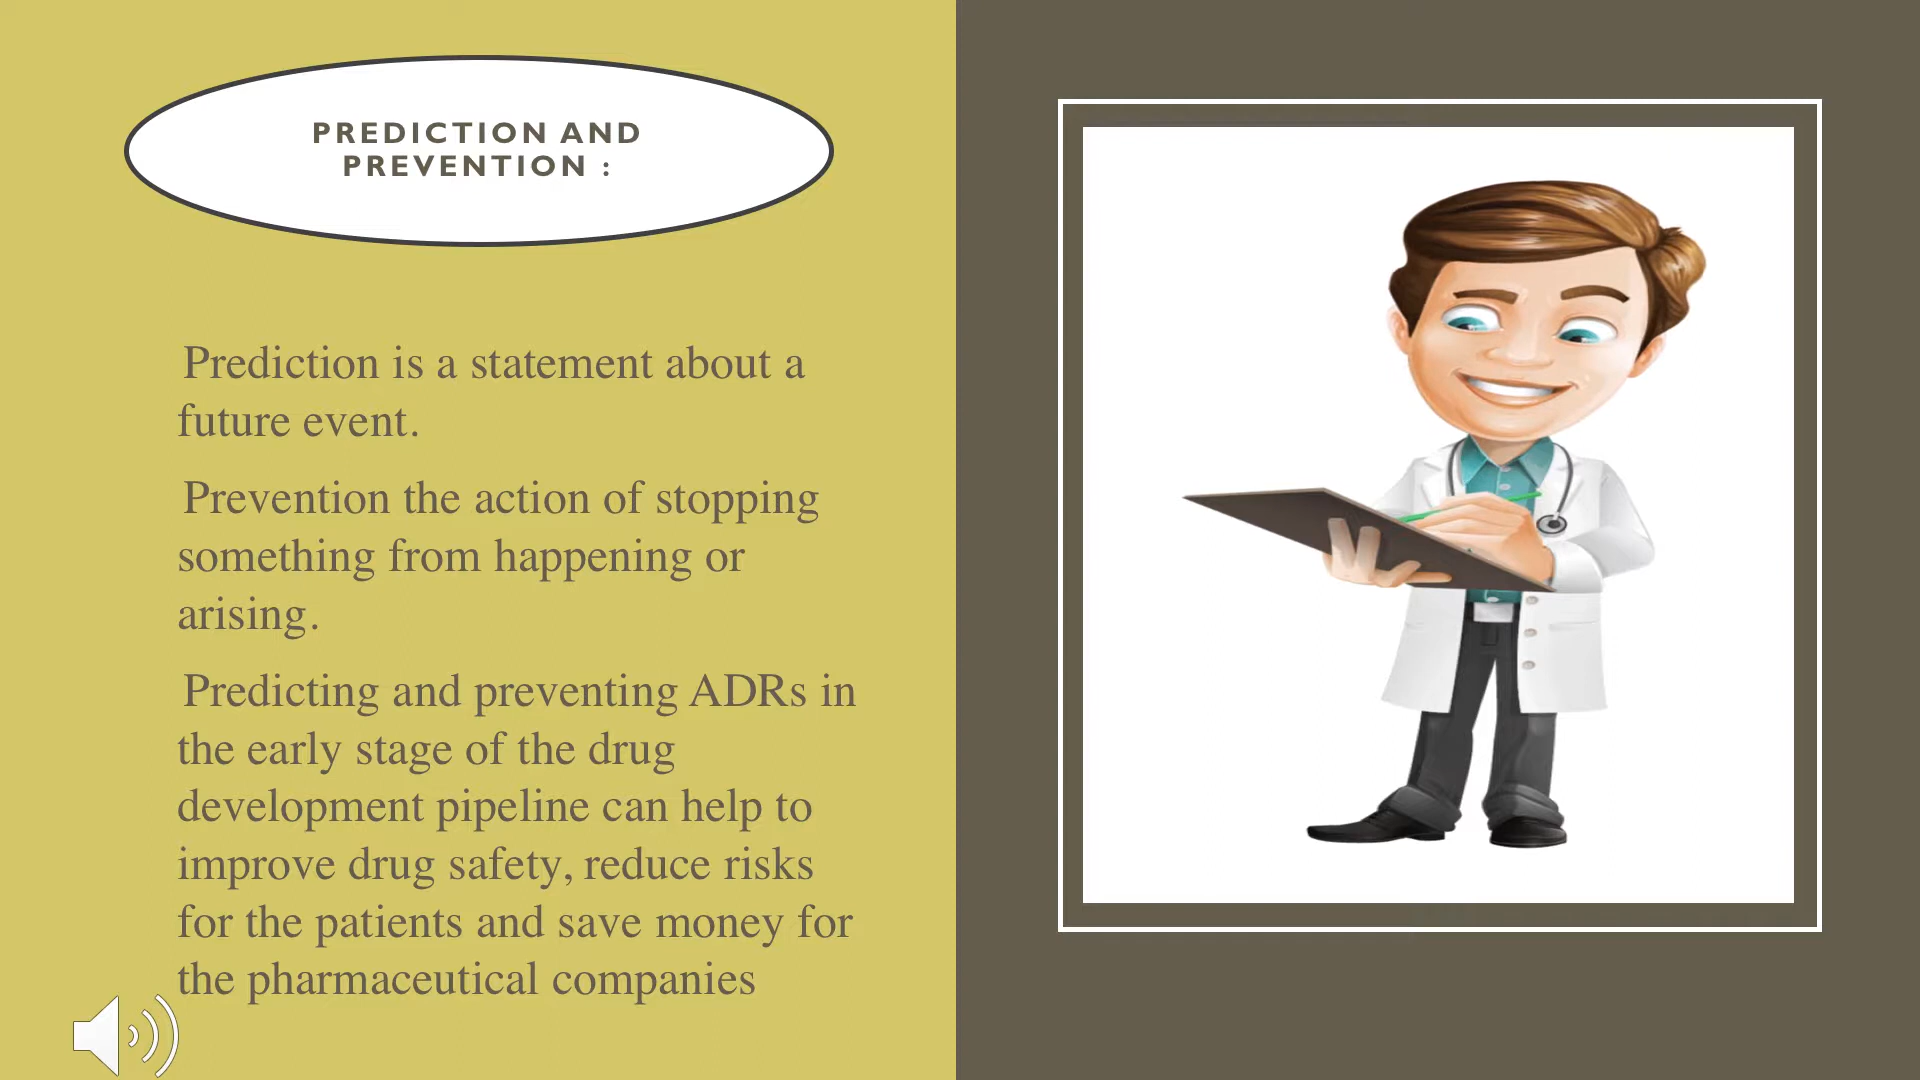 PREDICTION AND
PREVENTION :
Prediction is a statement about a
future event.
Prevention the action of stopping
something from happening or
arising.
Predicting and preventing ADRs in
the early stage of the drug
development pipeline can help to
improve drug safety, reduce risks
for the patients and save money for
the pharmaceutical companies